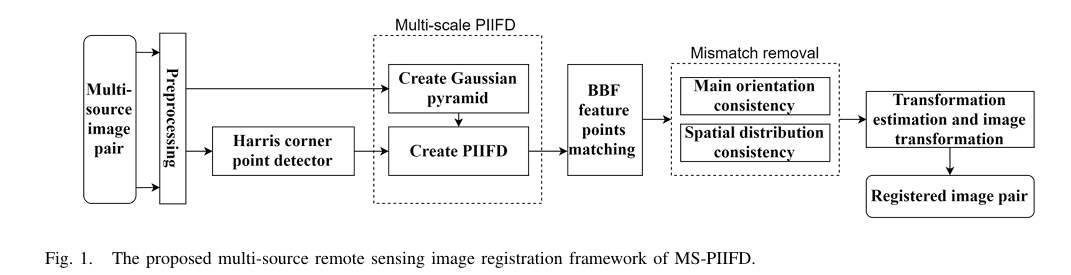 Multi-
source
image
pair
Preprocessing
Harris corner
point detector
Multi-scale PIIFD
Create Gaussian
pyramid
Create PIIFD
BBF
feature
points
matching
Mismatch removal
Main orientation
consistency
Spatial distribution
consistency
Transformation
estimation and image
transformation
Registered image pair
Fig. 1. The proposed multi-source remote sensing image registration framework of MS-PIIFD.